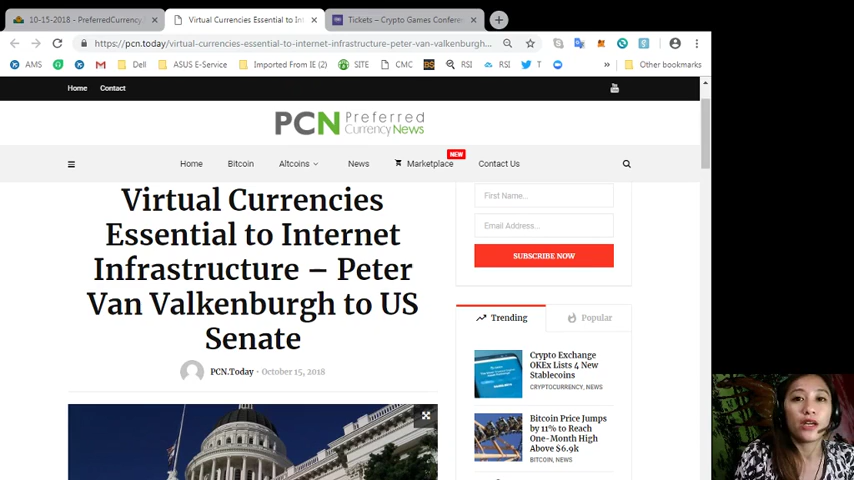 10-15-2018 - PreferredCurrency
Virtual Currencies Essential to In
Tickets – Crypto Games Confere
https://pcn.today/virtual-currencies-essential-to-internet-infrastructure-peter-van-valkenburgh...
AMS
Dell
ASUS E-Service
Imported From IE (2)
SITE
CMC
BS
RSI
RSI
T
»
Other bookmarks
Home
Contact
PCN Preferred
Currency News
Home
Bitcoin
Altcoins
News
NEW
Marketplace
Contact Us
Virtual Currencies
Essential to Internet
Infrastructure – Peter
Van Valkenburgh to US
Senate
PCN.Today - October 15, 2018
First Name...
Email Address...
SUBSCRIBE NOW
Trending
Popular
Crypto Exchange
OKEx Lists 4 New
Stablecoins
CRYPTOCURRENCY, NEWS
Bitcoin Price Jumps
by 11% to Reach
One-Month High
Above $6.9k
BITCOIN, NEWS